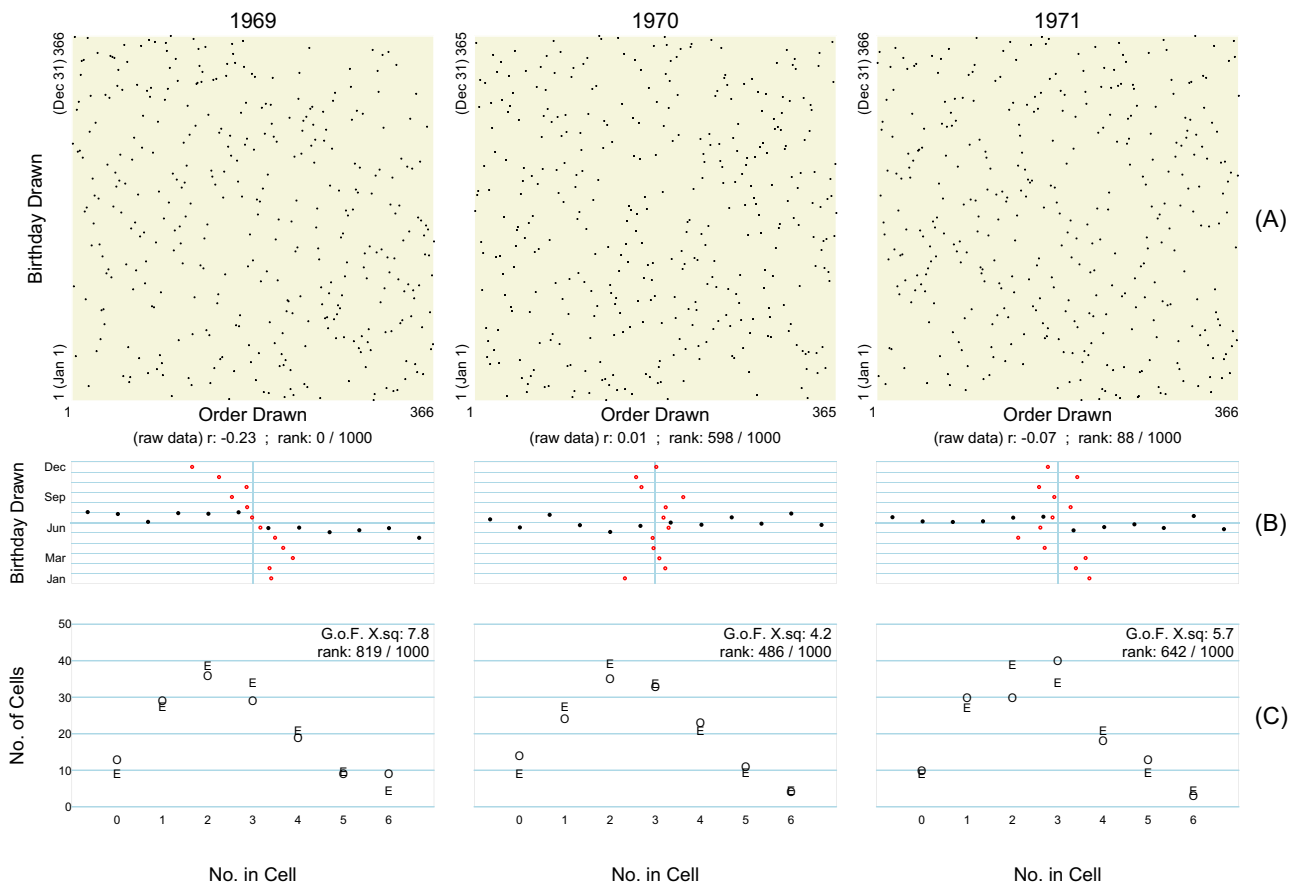 1969 1970 1971
(Dec 31) 366
(Dec 31) 365
(Dec 31) 366
Birthday Drawn
(A)
1 (Jan 1)
1 (Jan 1)
1 (Jan 1)
1 Order Drawn 366
1 Order Drawn 365
1 Order Drawn 366
(raw data) r: -0.23 ; rank: 0 / 1000
(raw data) r: 0.01 ; rank: 598 / 1000
(raw data) r: -0.07 ; rank: 88 / 1000
Birthday Drawn
Dec
Sep
Jun
Mar
Jan
(B)
No. of Cells
50
40
30
20
10
0
G.o.F. X.sq: 7.8
rank: 819 / 1000
G.o.F. X.sq: 4.2
rank: 486 / 1000
G.o.F. X.sq: 5.7
rank: 642 / 1000
E O
(C)
0 1 2 3 4 5 6
0 1 2 3 4 5 6
0 1 2 3 4 5 6
No. in Cell No. in Cell No. in Cell